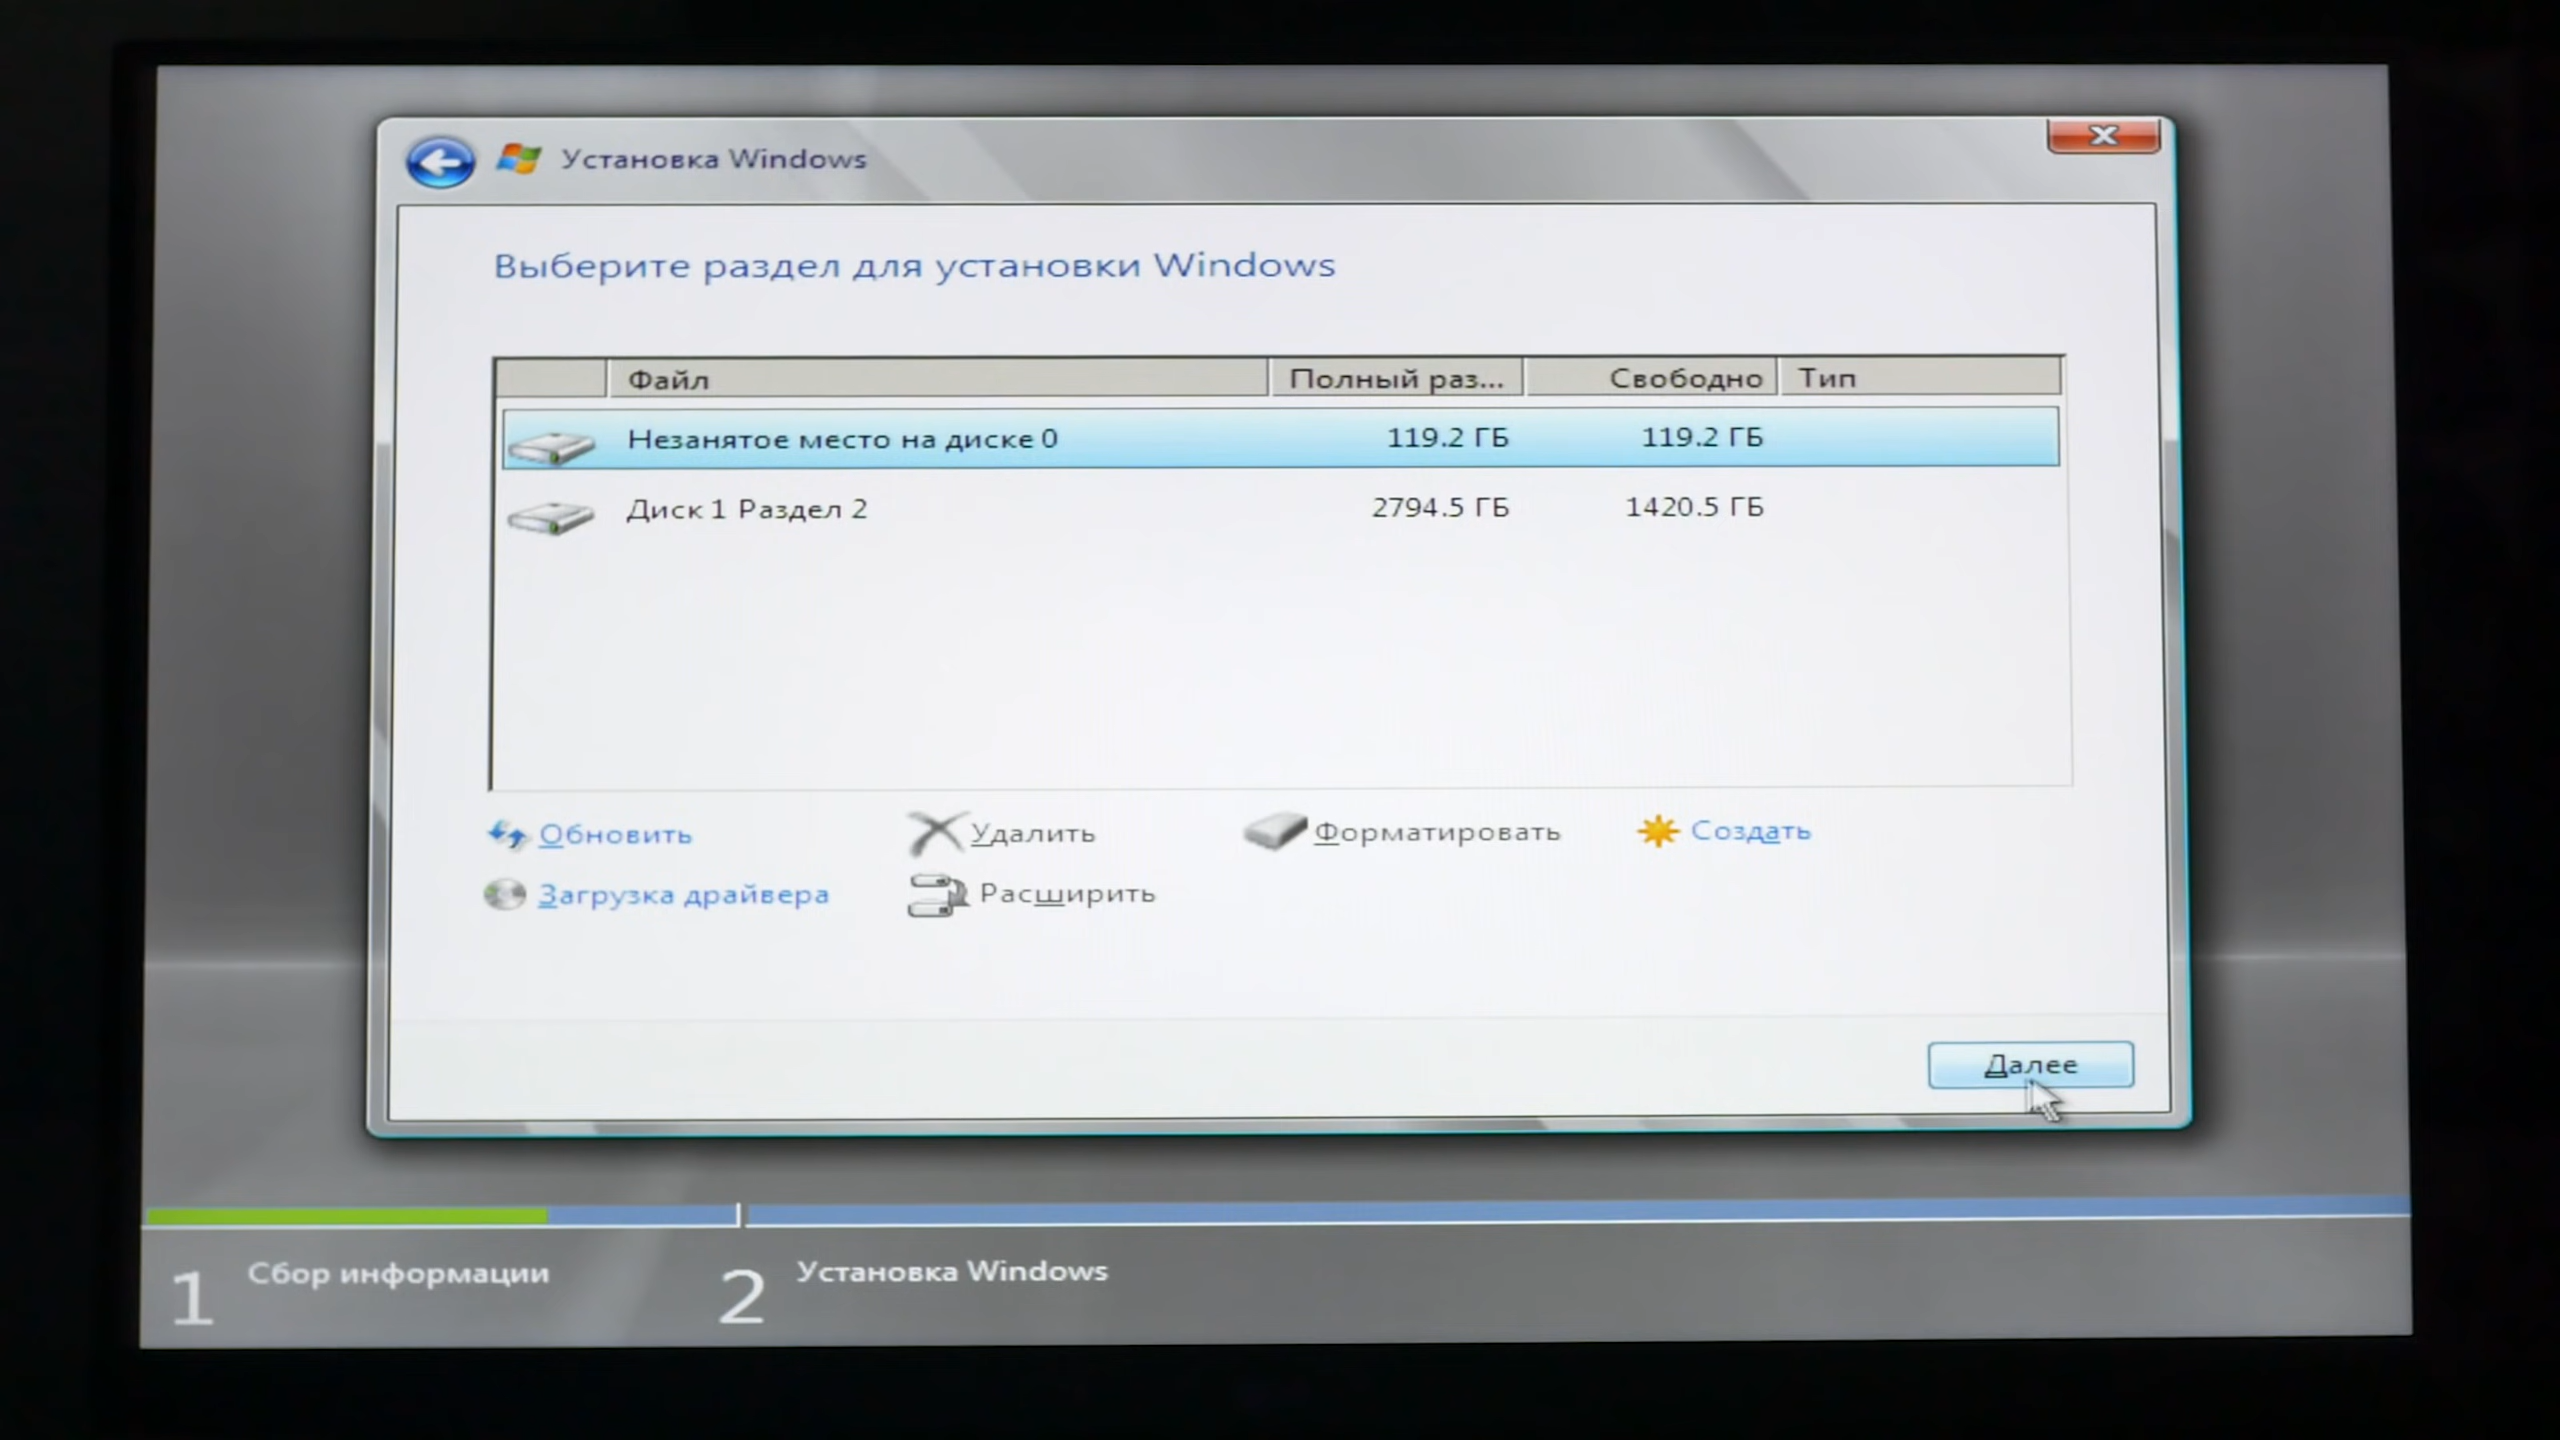 Установка Windows
Выберите раздел для установки Windows
Файл Полный раз... Свободно Тип
Незанятое место на диске 0 119.2 ГБ 119.2 ГБ
Диск 1 Раздел 2 2794.5 ГБ 1420.5 ГБ
Обновить Удалить Форматировать Создать
Загрузка драйвера Расширить
Далее
1 Сбор информации 2 Установка Windows